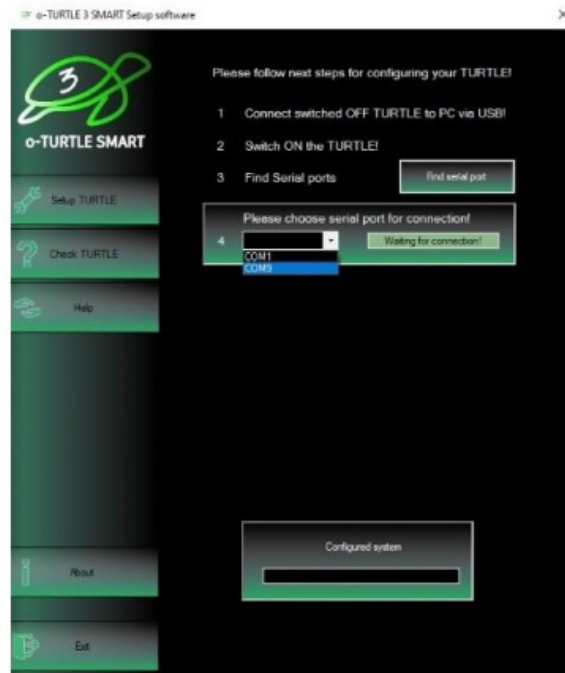 o-TURTLE 3 SMART Setup software
3
o-TURTLE SMART
Please follow next steps for configuring your TURTLE!
1 Connect switched OFF TURTLE to PC via USB!
2 Switch ON the TURTLE!
3 Find Serial ports
Find serial port
Setup TURTLE
Please choose serial port for connection!
4
Waiting for connection!
COM1
COM9
Check TURTLE
Help
Configured system
About
Exit